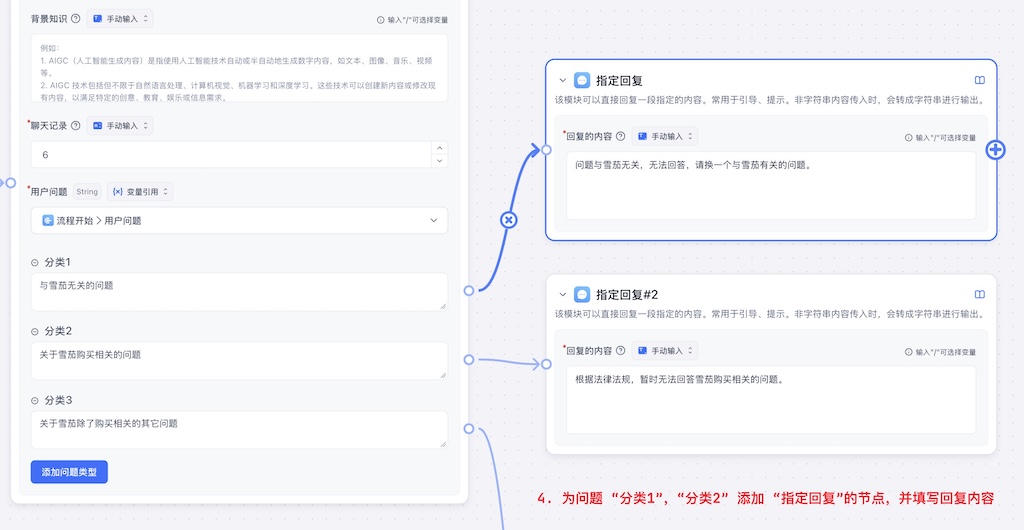 背景知识
手动输入
输入"/"可选择变量
例如:
1. AIGC（人工智能生成内容）是指使用人工智能技术自动或半自动地生成数字内容，如文本、图像、音乐、视频
等。
2. AIGC 技术包括但不限于自然语言处理、计算机视觉、机器学习和深度学习。这些技术可以创建新内容或修改现
有内容，以满足特定的创意、教育、娱乐或信息需求。
*聊天记录
手动输入
6
*用户问题
String
变量引用
流程开始 > 用户问题
分类1
与雪茄无关的问题
分类2
关于雪茄购买相关的问题
分类3
关于雪茄除了购买相关的其它问题
添加问题类型
指定回复
该模块可以直接回复一段指定的内容。常用于引导、提示。非字符串内容传入时，会转成字符串进行输出。
*回复的内容
手动输入
输入"/"可选择变量
问题与雪茄无关，无法回答，请换一个与雪茄有关的问题。
指定回复#2
该模块可以直接回复一段指定的内容。常用于引导、提示。非字符串内容传入时，会转成字符串进行输出。
*回复的内容
手动输入
输入"/"可选择变量
根据法律法规，暂时无法回答雪茄购买相关的问题。
4. 为问题 “分类1”，“分类2” 添加 “指定回复”的节点，并填写回复内容